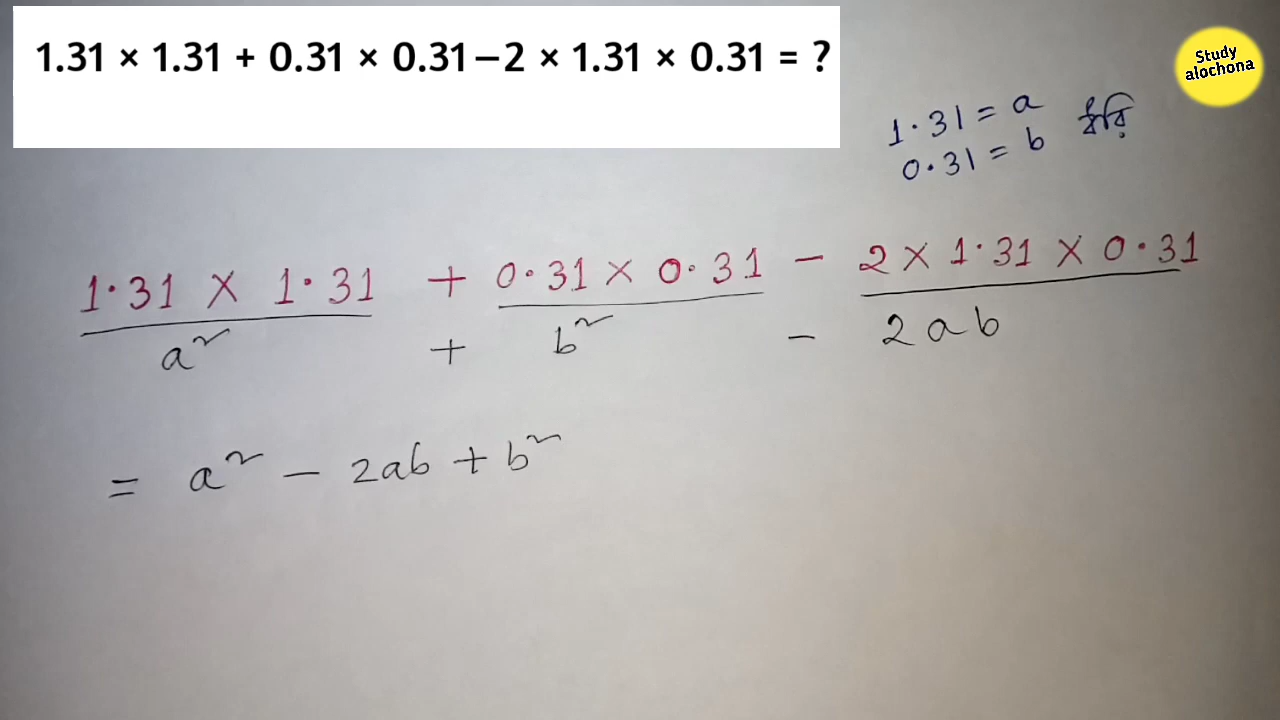 1.31 × 1.31 + 0.31 × 0.31−2 × 1.31 × 0.31 = ?
Study
alochona
1.31 = a
0.31 = b ধরি
1.31 × 1.31 + 0.31 × 0.31 − 2 × 1.31 × 0.31
a² + b² − 2ab
= a² − 2ab + b²